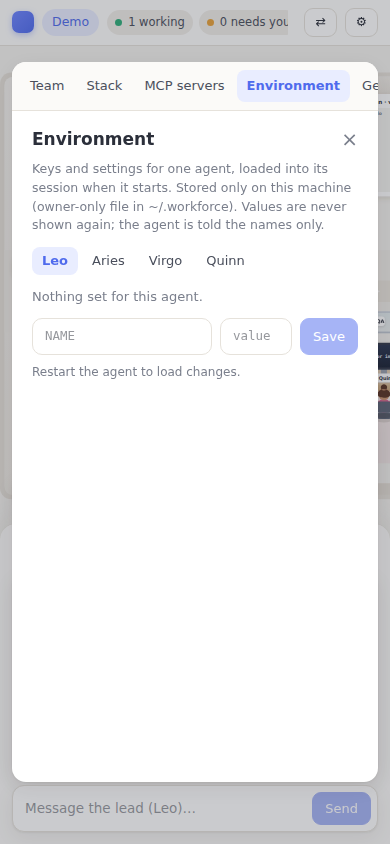 Demo
1 working
0 needs you
Team
Stack
MCP servers
Environment
Ge
Environment
Keys and settings for one agent, loaded into its
session when it starts. Stored only on this machine
(owner-only file in ~/.workforce). Values are never
shown again; the agent is told the names only.
Leo
Aries
Virgo
Quinn
Nothing set for this agent.
NAME
value
Save
Restart the agent to load changes.
Message the lead (Leo)...
Send